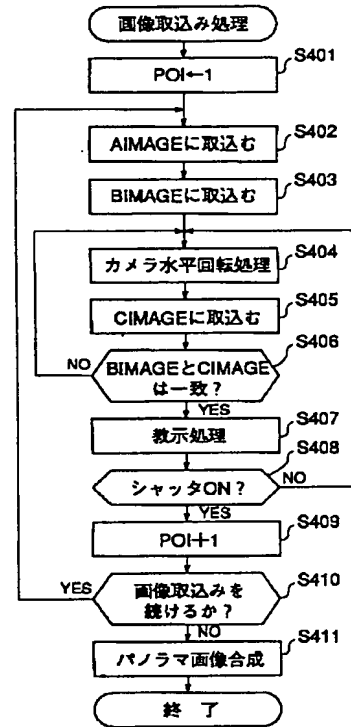 画像取込み処理
S401
POI←1
S402
AIMAGEに取込む
S403
BIMAGEに取込む
S404
カメラ水平回転処理
S405
CIMAGEに取込む
S406
NO
BIMAGEとCIMAGE
は一致?
YES
S407
教示処理
S408
シャッタON?
NO
YES
S409
POI+1
S410
YES
画像取込みを
続けるか?
NO
S411
パノラマ画像合成
終 了